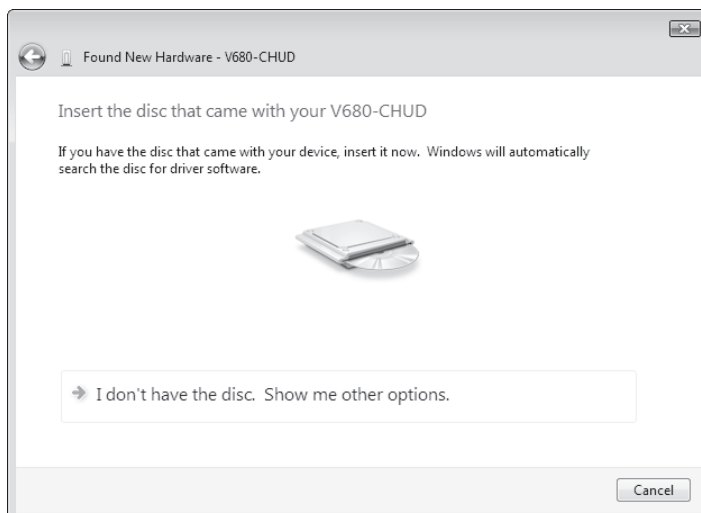 Found New Hardware - V680-CHUD
Insert the disc that came with your V680-CHUD
If you have the disc that came with your device, insert it now.  Windows will automatically
search the disc for driver software.
I don't have the disc.  Show me other options.
Cancel